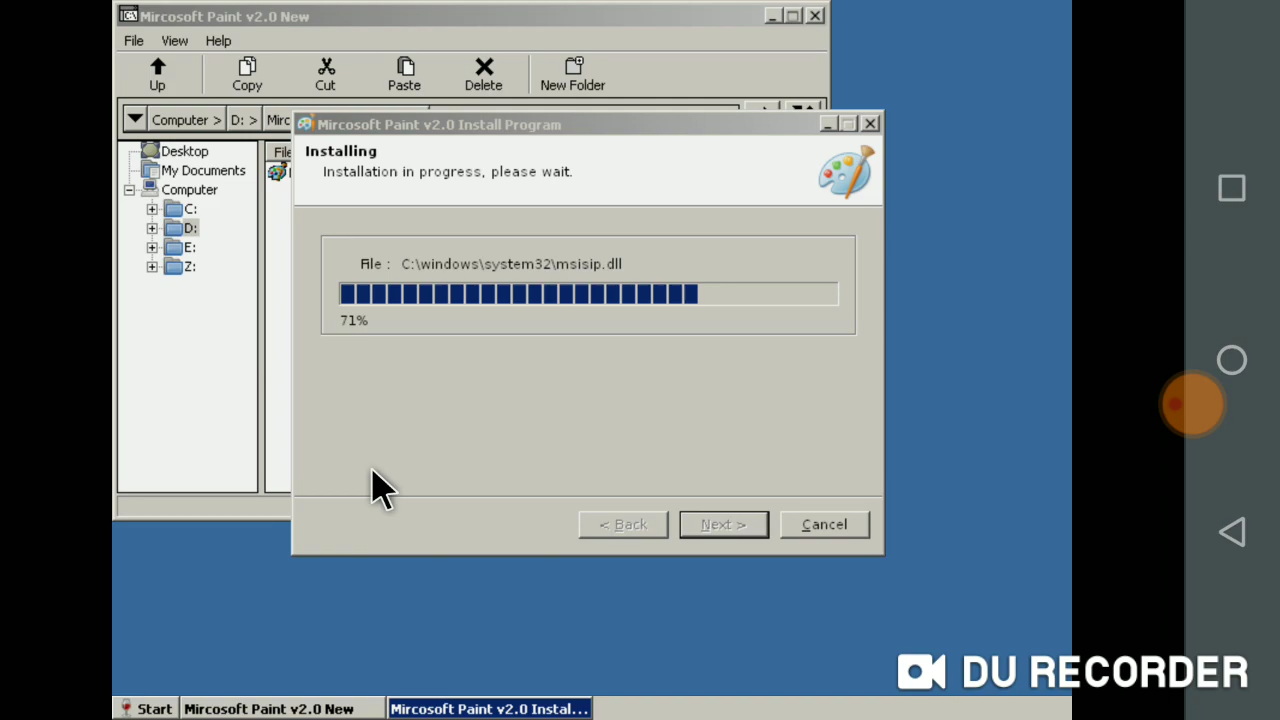 Mircosoft Paint v2.0 New
File View Help
Up Copy Cut Paste Delete New Folder
Computer > D: > Mirc
Mircosoft Paint v2.0 Install Program
Installing
Installation in progress, please wait.
Desktop
My Documents
Computer
C:
D:
E:
Z:
File
File : C:\windows\system32\msisip.dll
71%
< Back Next > Cancel
DU RECORDER
Start Mircosoft Paint v2.0 New Mircosoft Paint v2.0 Instal...